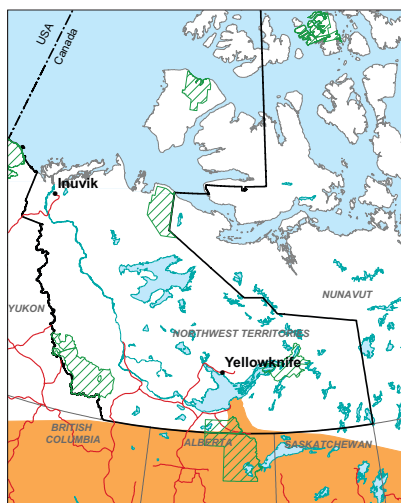 USA
Canada
Inuvik
YUKON
NUNAVUT
NORTHWEST TERRITORIES
Yellowknife
BRITISH
COLUMBIA
ALBERTA
SASKATCHEWAN